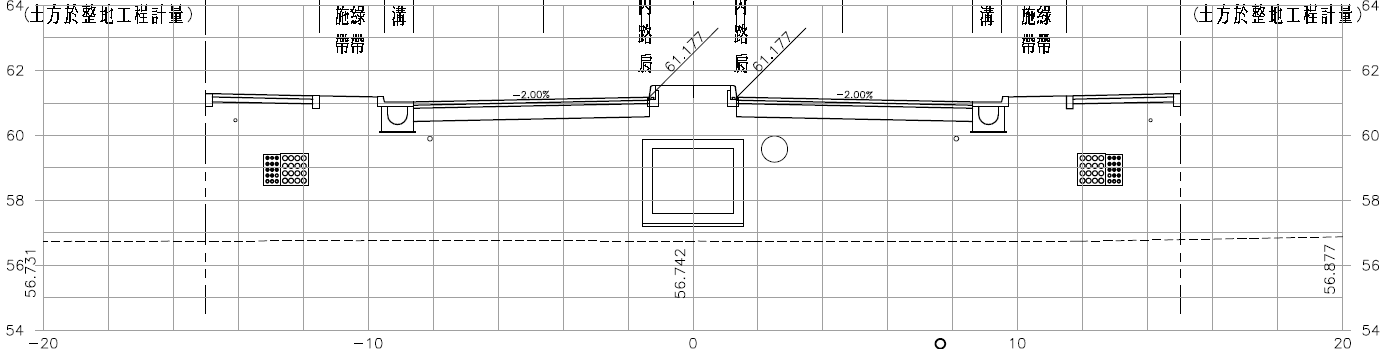 64
(土方於整地工程計量)
施綠
帶帶
溝
內
路
肩
內
路
肩
溝
施綠
帶帶
(土方於整地工程計量)
64
61.177
61.177
62
-2.00%
-2.00%
62
60
60
58
58
56
56.731
56.742
56.877
56
54
54
-20
-10
0
10
20